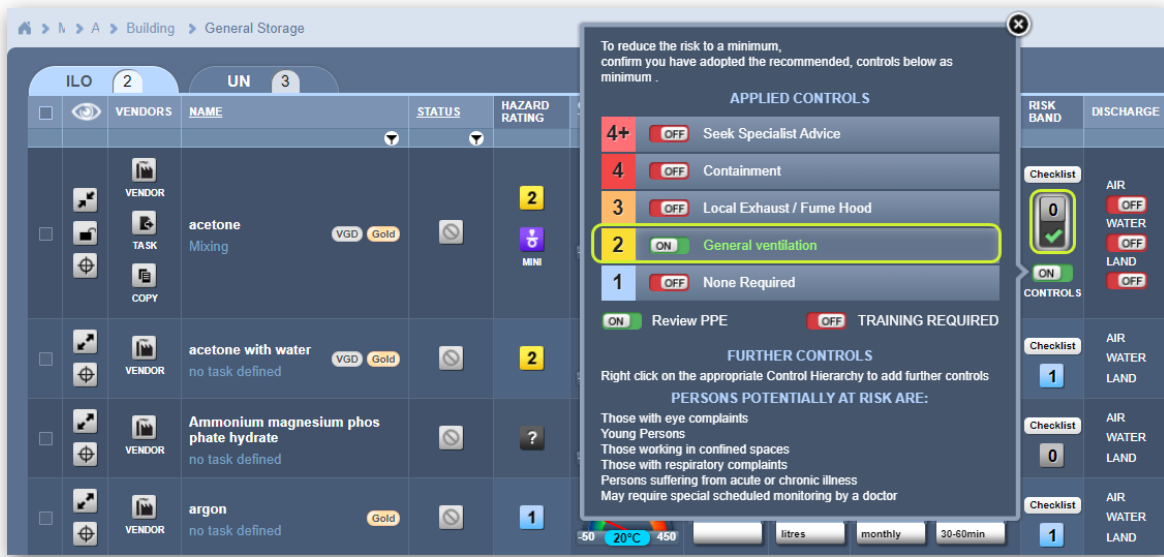 A
Building
General Storage
ILO 2
UN 3
VENDORS
NAME
STATUS
HAZARD
RATING
RISK
BAND
DISCHARGE
VENDOR
TASK
COPY
acetone
Mixing
VGD Gold
2
MINI
Checklist
0
ON
CONTROLS
AIR
OFF
WATER
OFF
LAND
OFF
VENDOR
acetone with water
no task defined
VGD Gold
2
Checklist
1
AIR
WATER
LAND
VENDOR
Ammonium magnesium phos
phate hydrate
no task defined
?
Checklist
0
AIR
WATER
LAND
VENDOR
argon
no task defined
Gold
1
-50 20°C 450
litres
monthly
30-60min
Checklist
1
AIR
WATER
LAND
To reduce the risk to a minimum,
confirm you have adopted the recommended, controls below as
minimum .
APPLIED CONTROLS
4+ OFF Seek Specialist Advice
4 OFF Containment
3 OFF Local Exhaust / Fume Hood
2 ON General ventilation
1 OFF None Required
ON Review PPE OFF TRAINING REQUIRED
FURTHER CONTROLS
Right click on the appropriate Control Hierarchy to add further controls
PERSONS POTENTIALLY AT RISK ARE:
Those with eye complaints
Young Persons
Those working in confined spaces
Those with respiratory complaints
Persons suffering from acute or chronic illness
May require special scheduled monitoring by a doctor